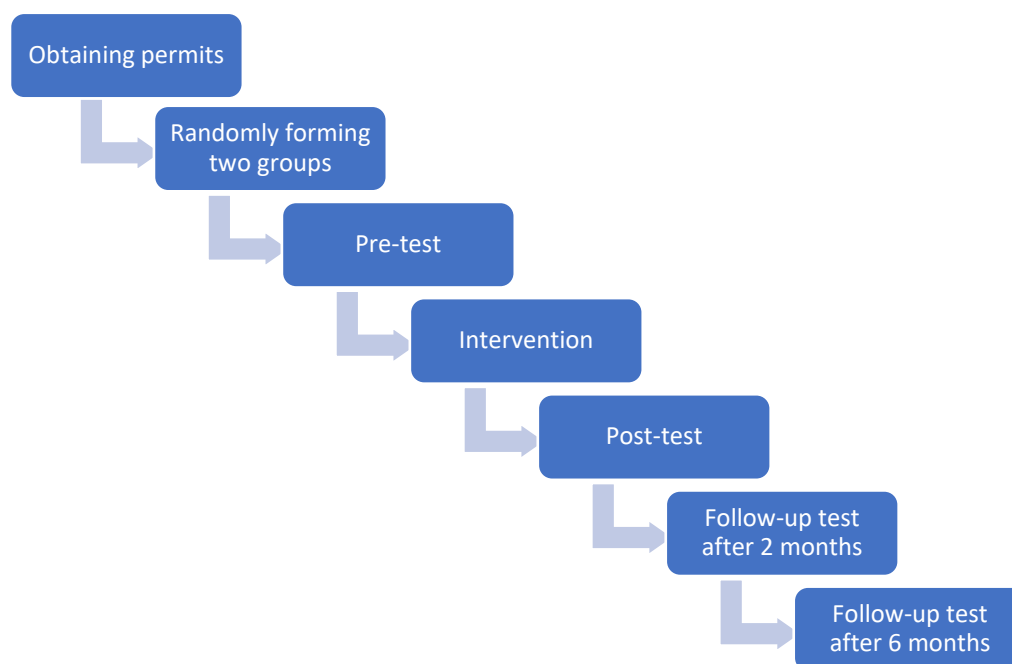 Obtaining permits
Randomly forming
two groups
Pre-test
Intervention
Post-test
Follow-up test
after 2 months
Follow-up test
after 6 months